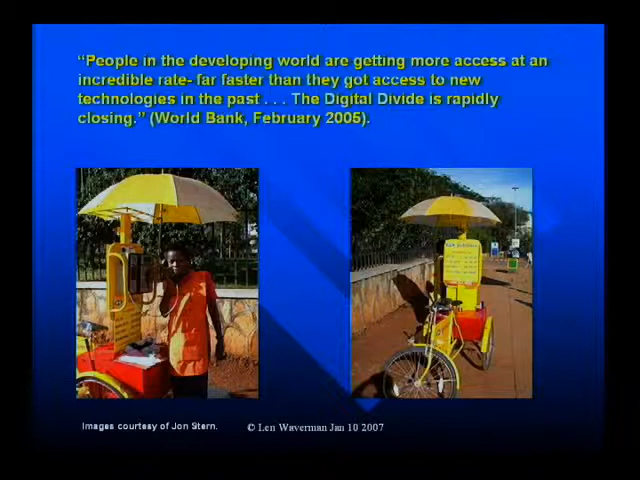 “People in the developing world are getting more access at an
incredible rate- far faster than they got access to new
technologies in the past . . . The Digital Divide is rapidly
closing.” (World Bank, February 2005).
Images courtesy of Jon Stern.
© Len Waverman Jan 10 2007